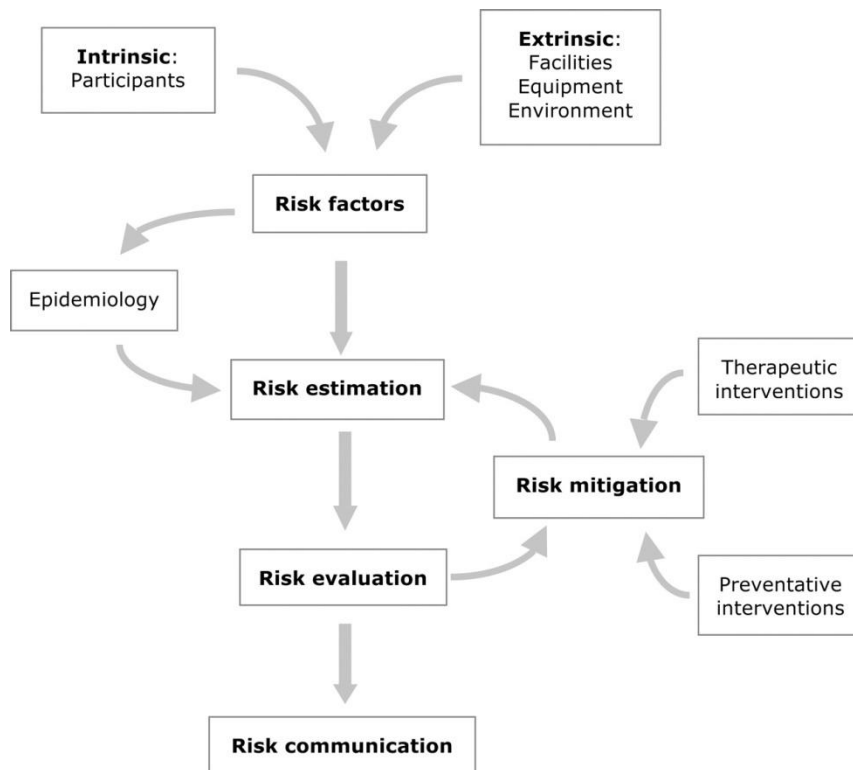 Intrinsic:
Participants
Extrinsic:
Facilities
Equipment
Environment
Risk factors
Epidemiology
Risk estimation
Therapeutic
interventions
Risk mitigation
Risk evaluation
Preventative
interventions
Risk communication